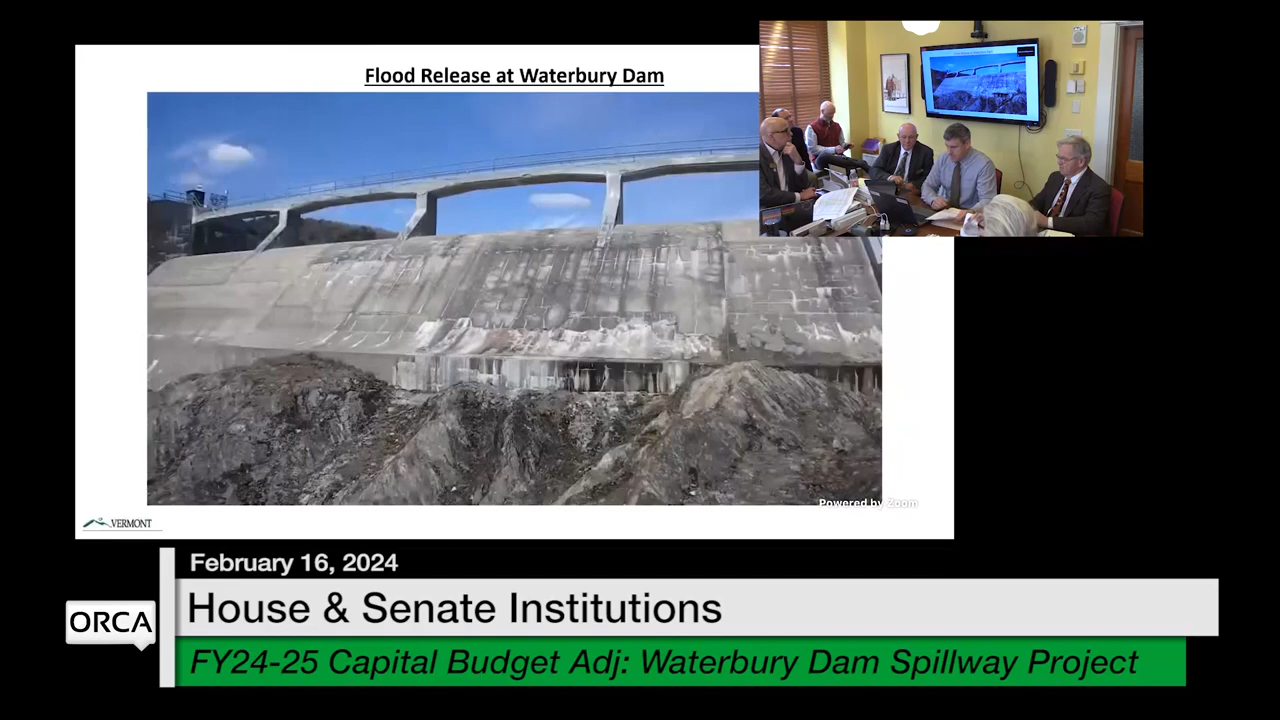 Flood Release at Waterbury Dam
Powered by Zoom
VERMONT
February 16, 2024
ORCA
House & Senate Institutions
FY24-25 Capital Budget Adj: Waterbury Dam Spillway Project